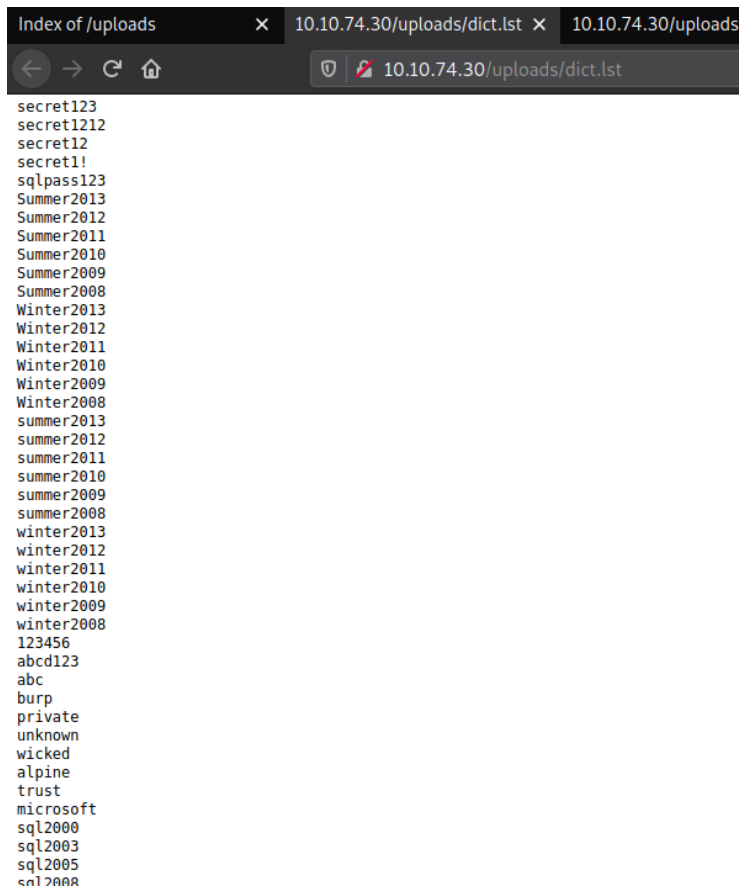 Index of /uploads
10.10.74.30/uploads/dict.lst
10.10.74.30/uploads
10.10.74.30/uploads/dict.lst
secret123
secret1212
secret12
secret1!
sqlpass123
Summer2013
Summer2012
Summer2011
Summer2010
Summer2009
Summer2008
Winter2013
Winter2012
Winter2011
Winter2010
Winter2009
Winter2008
summer2013
summer2012
summer2011
summer2010
summer2009
summer2008
winter2013
winter2012
winter2011
winter2010
winter2009
winter2008
123456
abcd123
abc
burp
private
unknown
wicked
alpine
trust
microsoft
sql2000
sql2003
sql2005
sql2008